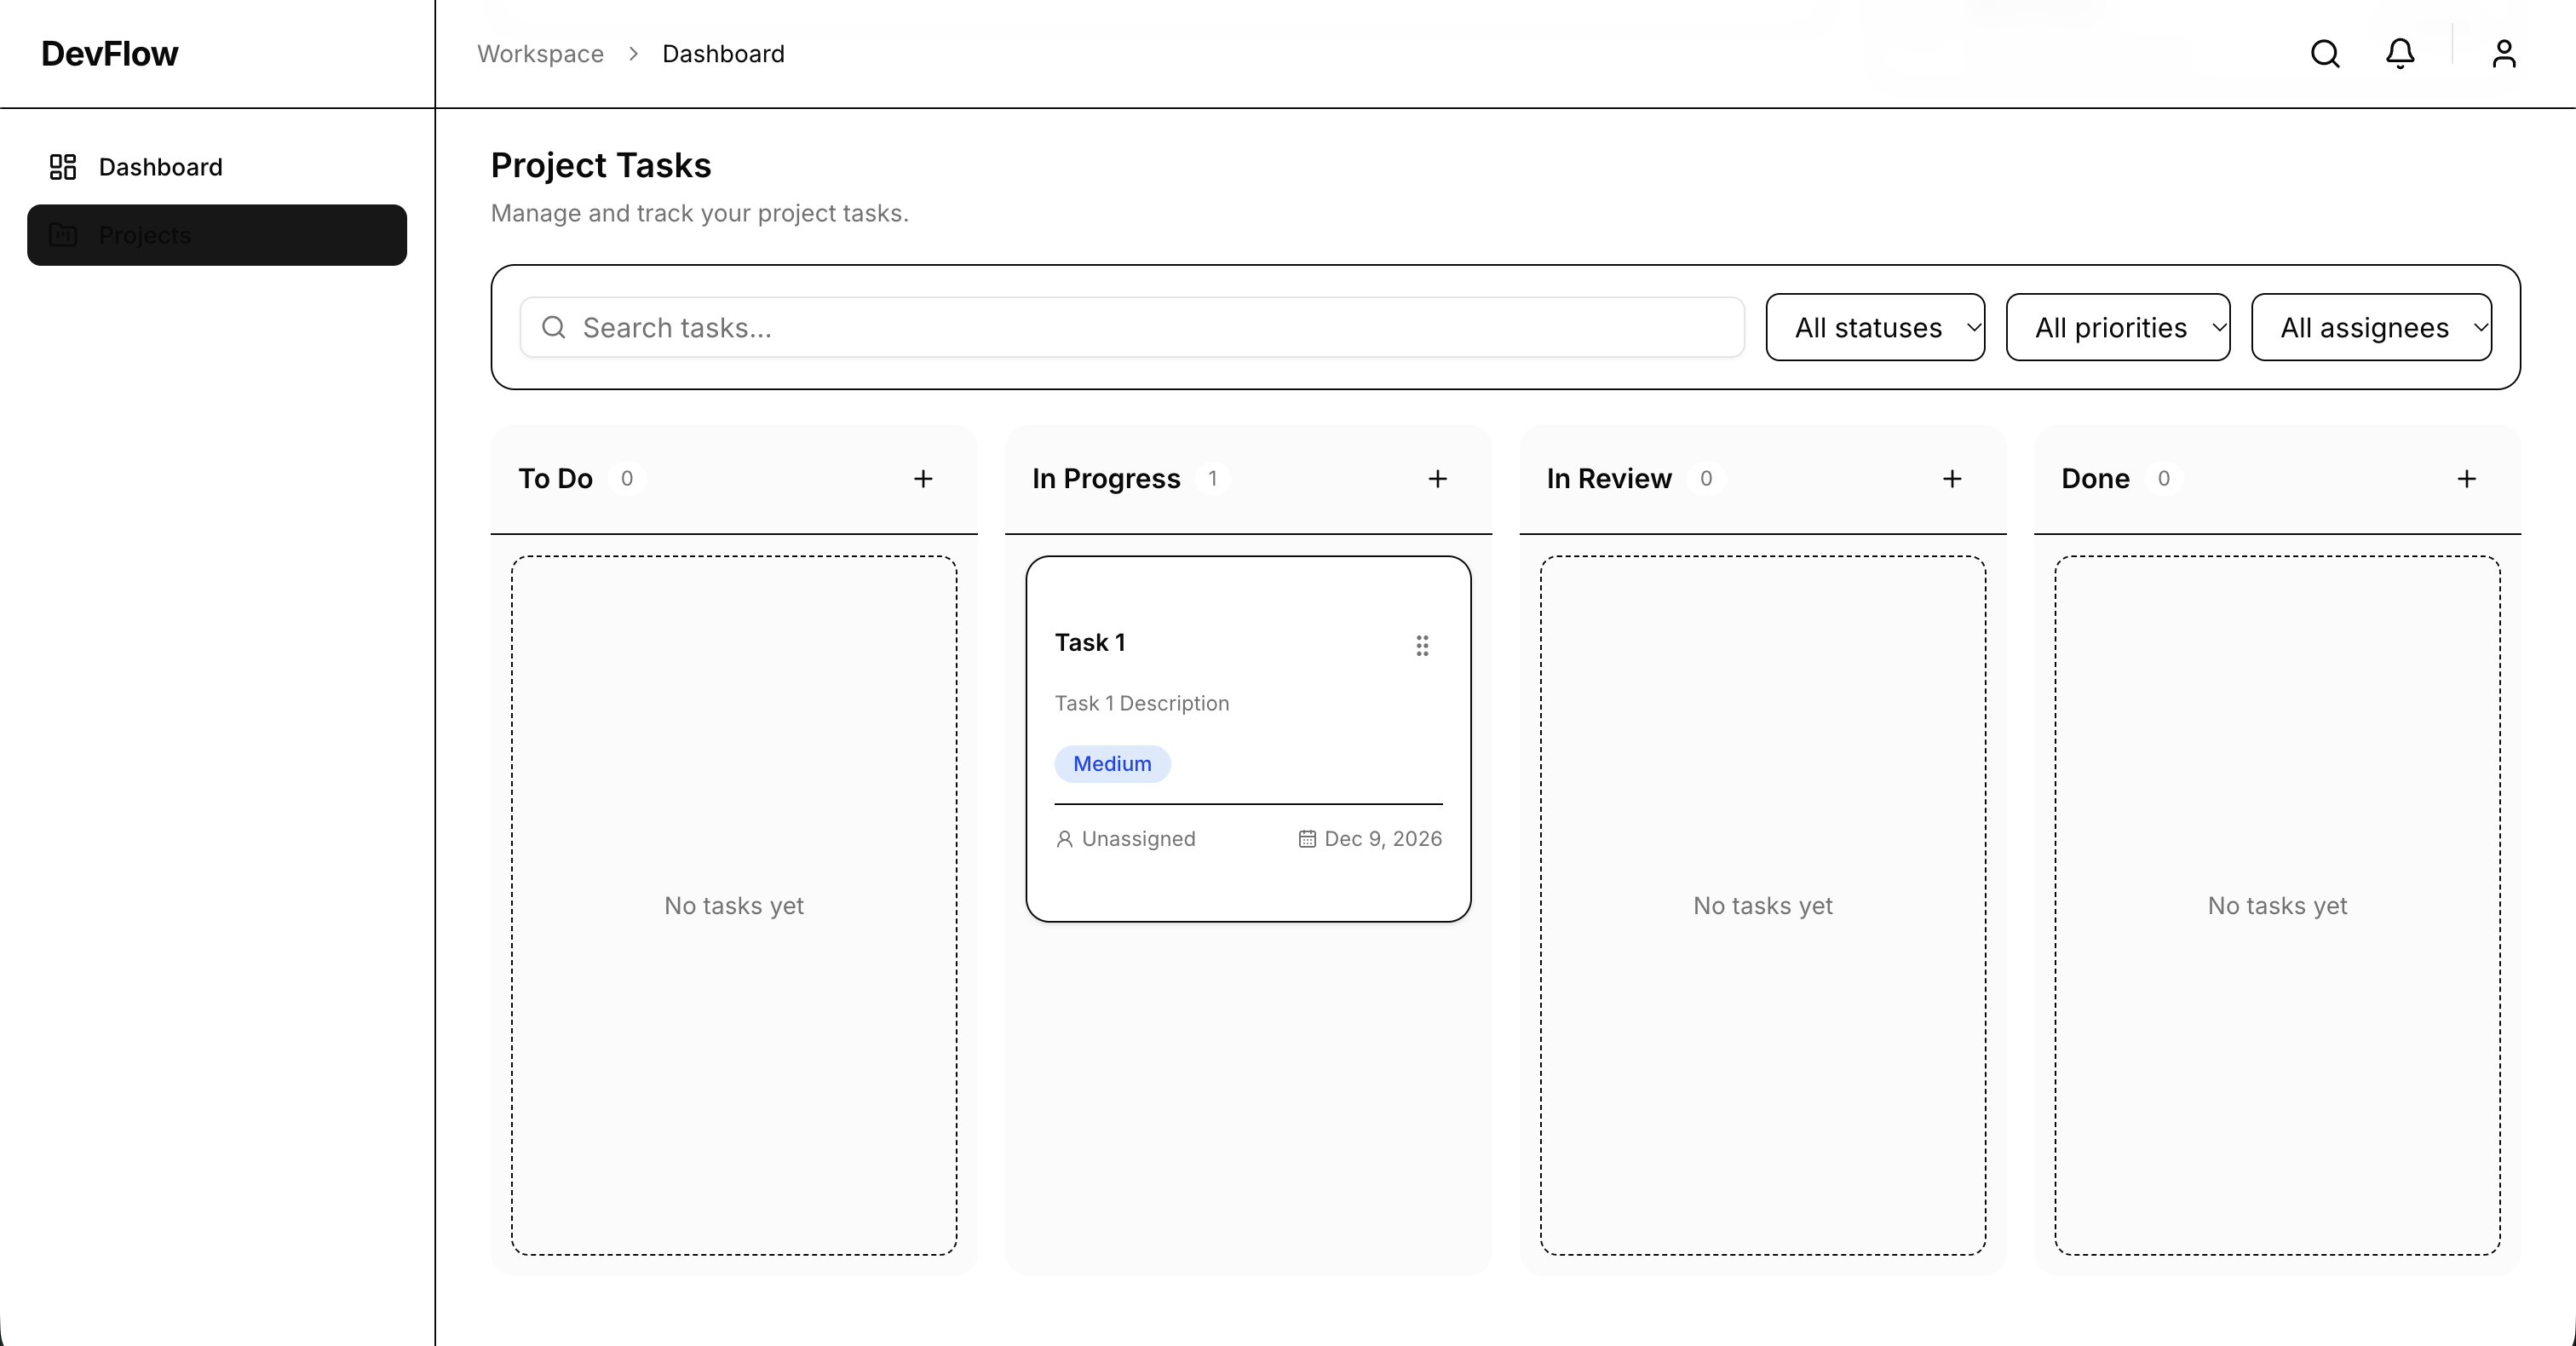 DevFlow
Workspace > Dashboard
Dashboard
Projects
Project Tasks
Manage and track your project tasks.
Search tasks...
All statuses
All priorities
All assignees
To Do 0
In Progress 1
In Review 0
Done 0
No tasks yet
Task 1
Task 1 Description
Medium
Unassigned
Dec 9, 2026
No tasks yet
No tasks yet